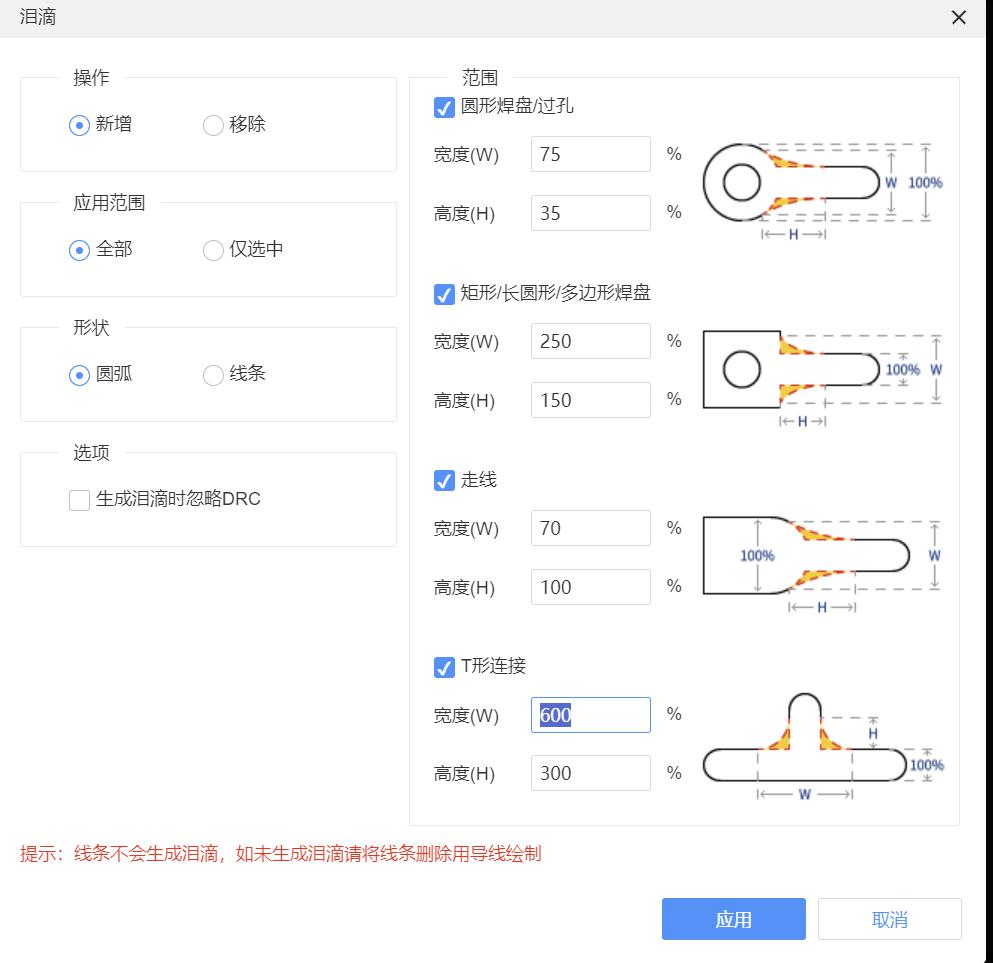 泪滴
操作
新增 移除
应用范围
全部 仅选中
形状
圆弧 线条
选项
生成泪滴时忽略DRC
范围
圆形焊盘/过孔
宽度(W) 75 %
高度(H) 35 %
W 100%
H
矩形/长圆形/多边形焊盘
宽度(W) 250 %
高度(H) 150 %
100% W
H
走线
宽度(W) 70 %
高度(H) 100 %
100% W
H
T形连接
宽度(W) 600 %
高度(H) 300 %
H
100%
W
提示：线条不会生成泪滴，如未生成泪滴请将线条删除用导线绘制
应用 取消